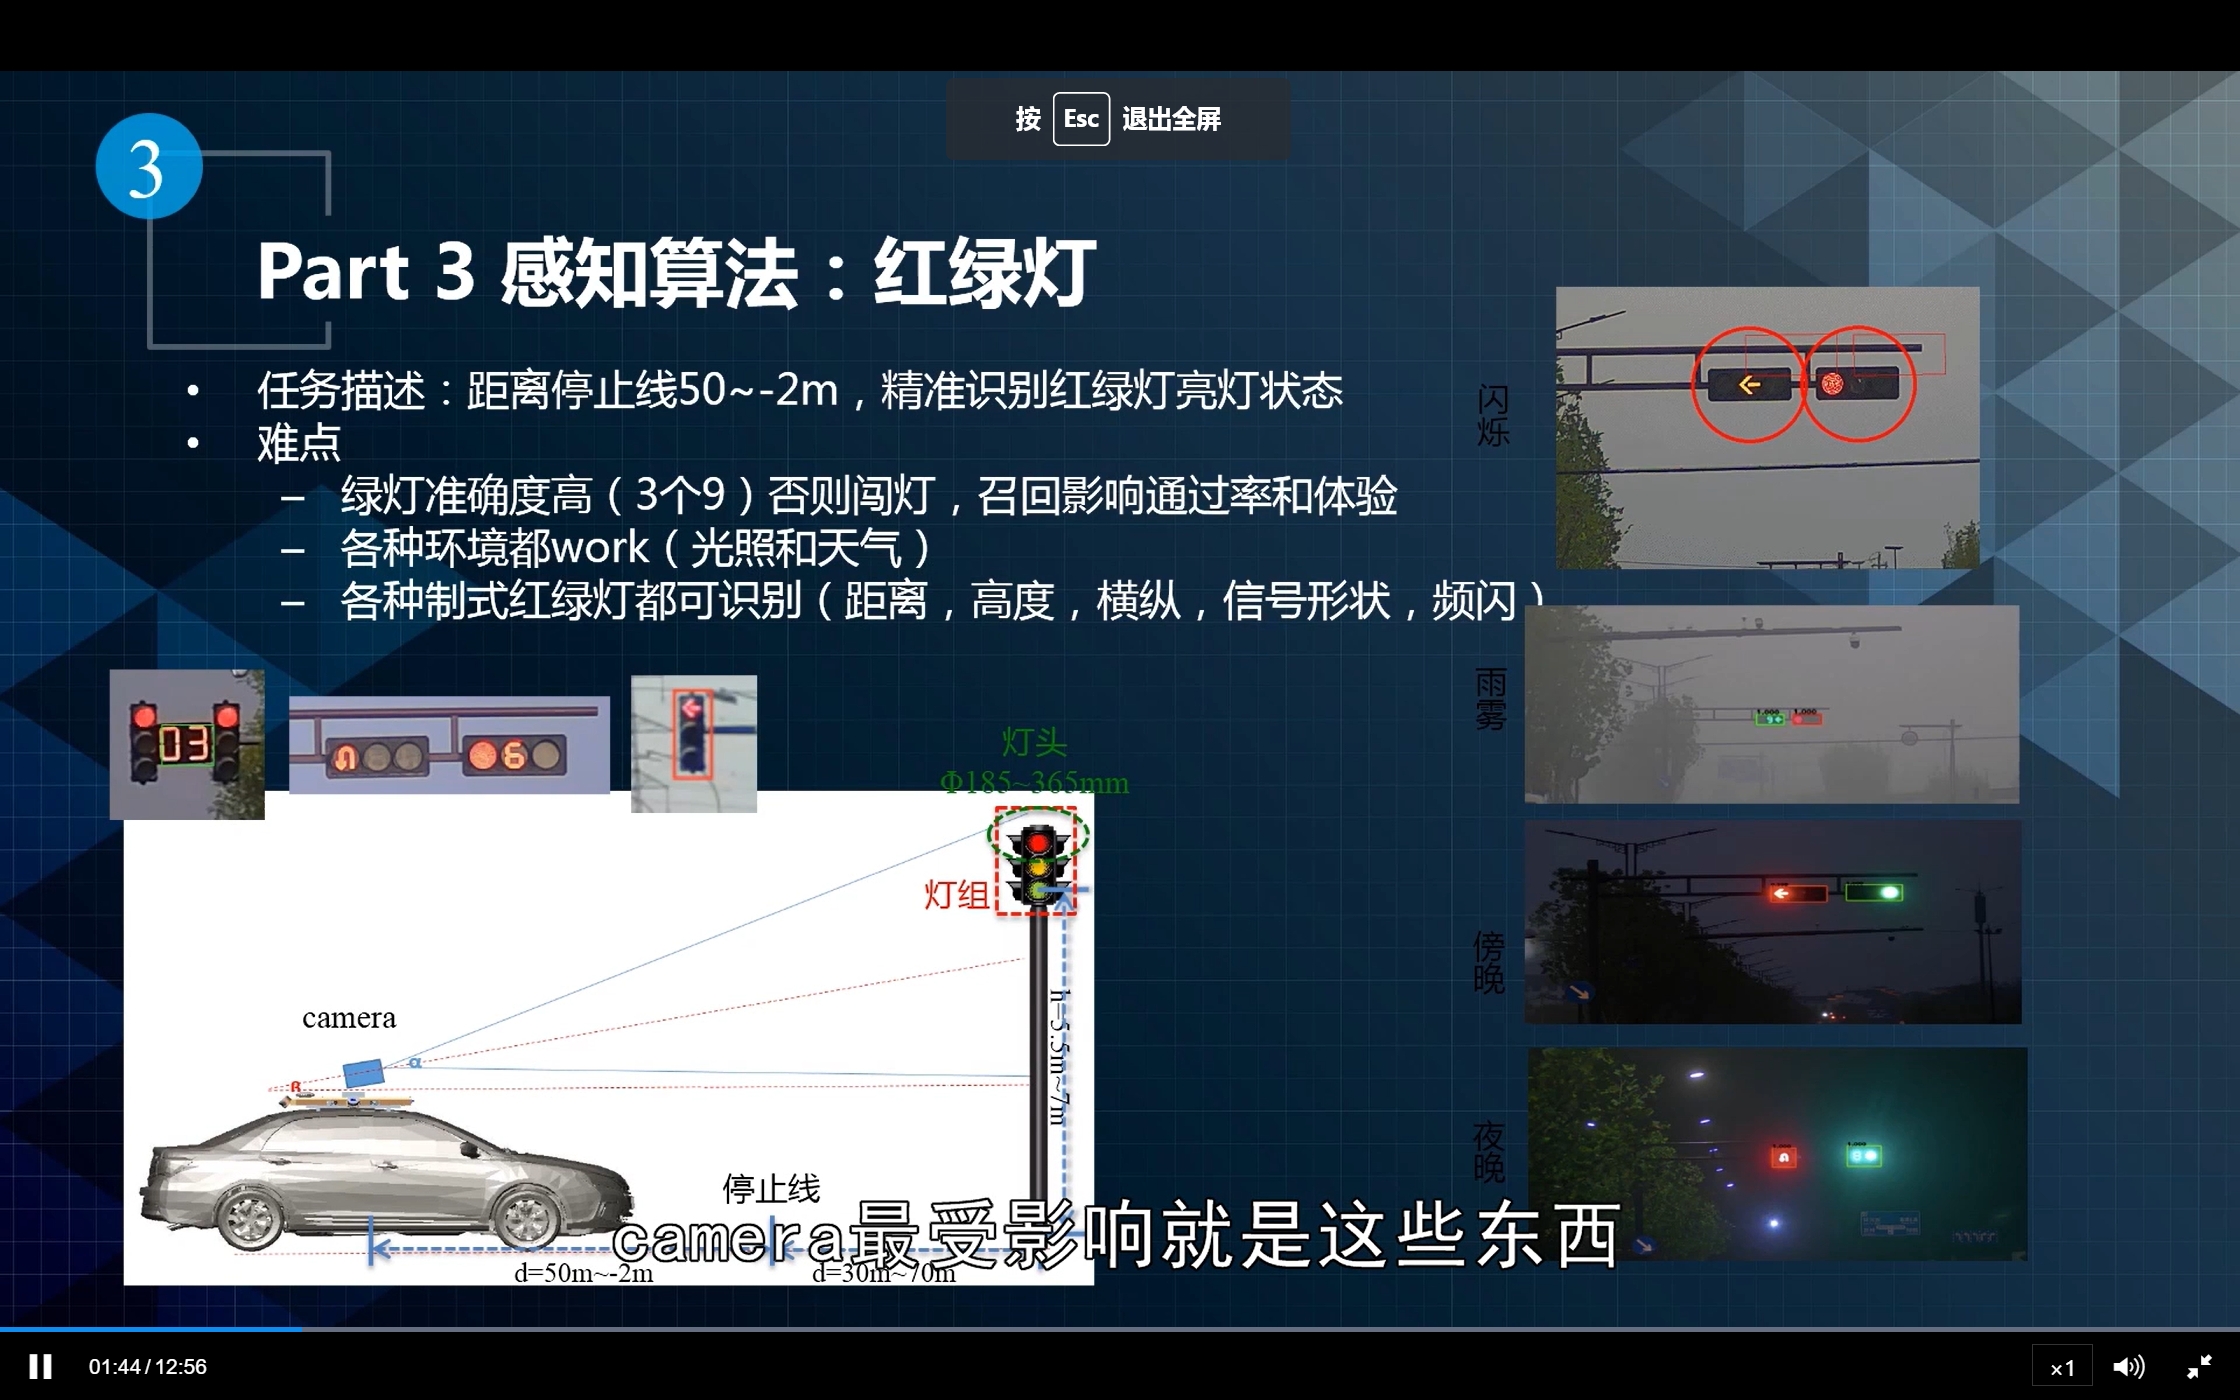 按 Esc 退出全屏
3
Part 3 感知算法：红绿灯
• 任务描述：距离停止线50~-2m，精准识别红绿灯亮灯状态
• 难点
– 绿灯准确度高（3个9）否则闯灯，召回影响通过率和体验
– 各种环境都work（光照和天气）
– 各种制式红绿灯都可识别（距离，高度，横纵，信号形状，频闪）
闪烁
雨雾
傍晚
夜晚
03
6
1.000
1.000
灯头
Φ185~365mm
灯组
h=5.5m~7m
camera
α
β
停止线
d=50m~-2m
d=30m~70m
camera最受影响就是这些东西
01:44 / 12:56
×1